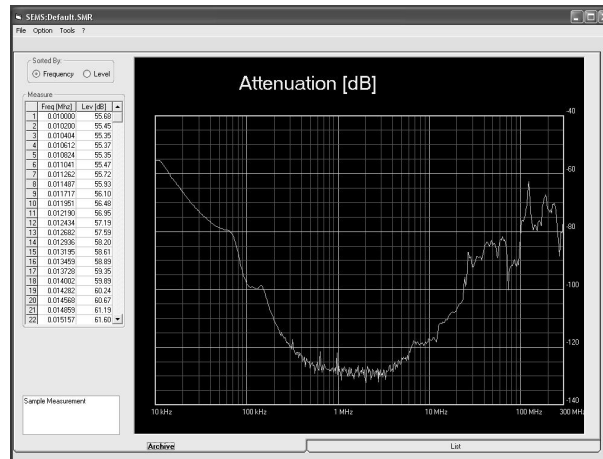 SEMS:Default.SMR
File Option Tools ?
Sorted By:
Frequency Level
Measure
Freq [Mhz] Lev [dB]
1 0.010000 55.68
2 0.010200 55.45
3 0.010404 55.35
4 0.010612 55.37
5 0.010824 55.35
6 0.011041 55.47
7 0.011262 55.72
8 0.011487 55.93
9 0.011717 56.10
10 0.011951 56.48
11 0.012190 56.95
12 0.012434 57.19
13 0.012682 57.59
14 0.012936 58.20
15 0.013195 58.61
16 0.013459 58.89
17 0.013728 59.35
18 0.014002 59.89
19 0.014282 60.24
20 0.014568 60.67
21 0.014859 61.19
22 0.015157 61.60
Sample Measurement
Attenuation [dB]
-40
-60
-80
-100
-120
-140
10 kHz 100 kHz 1 MHz 10 MHz 100 MHz 300 MHz
Archive List